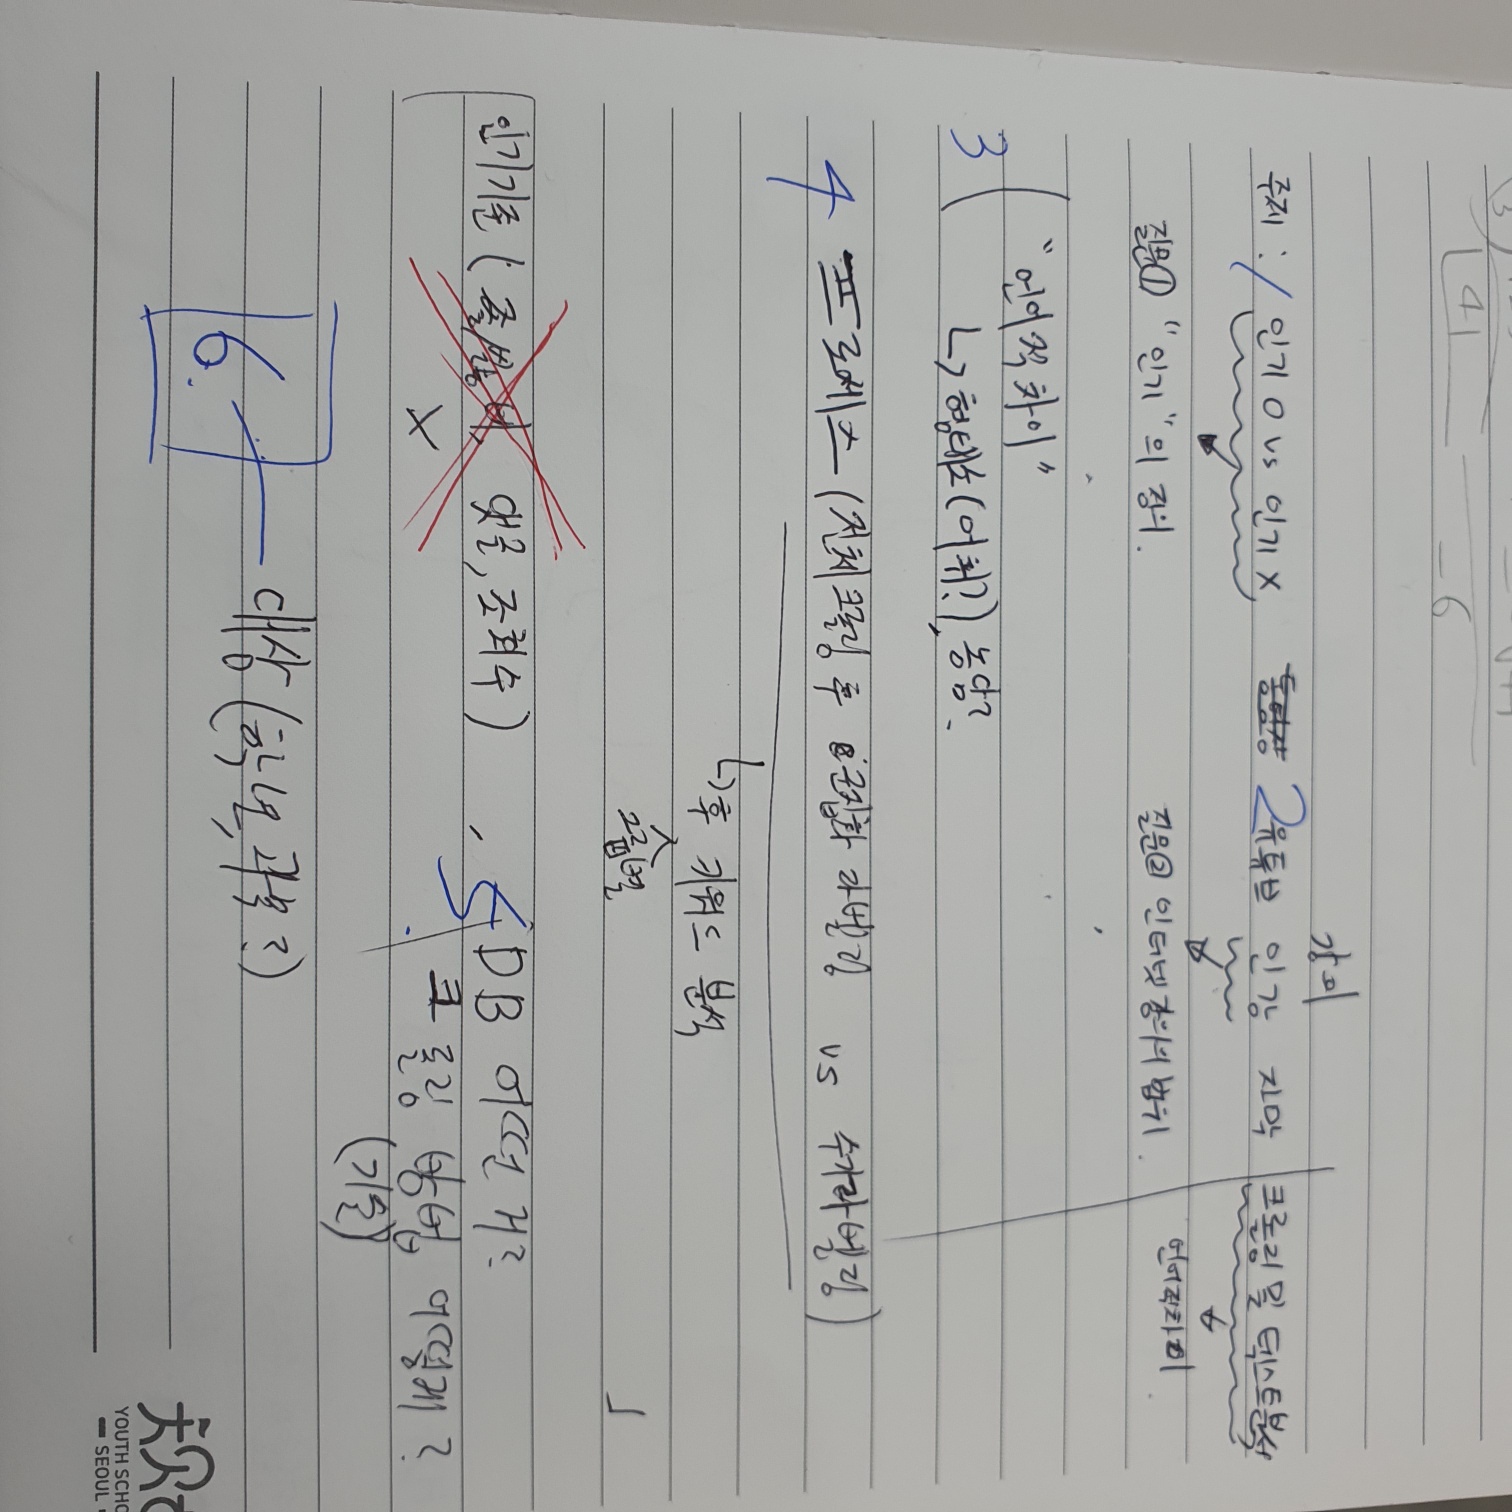 41
- 6
강의
주제 : 1 인기 O vs 인기 X 동영상 2 유튜브 인강 자막 크롤링 및 텍스트분석
질문① "인기"의 정의. 질문② 인터넷강의의 범위. 언어적차이.
3 "언어적 차이"
↳ 형태소(어휘?), 농담?
4 프로세스 (전체크롤링 후 군집화 라벨링 vs 수기라벨링)
↳ 후 키워드 분석
그룹별
인기기준 ( 댓글, 조회수 ) , 5 DB 어떤 거?
X 크롤링 방법 어떻게?
(기술)
6. 대상 (학년, 과목?)
YOUTH SCHO
SEOUL